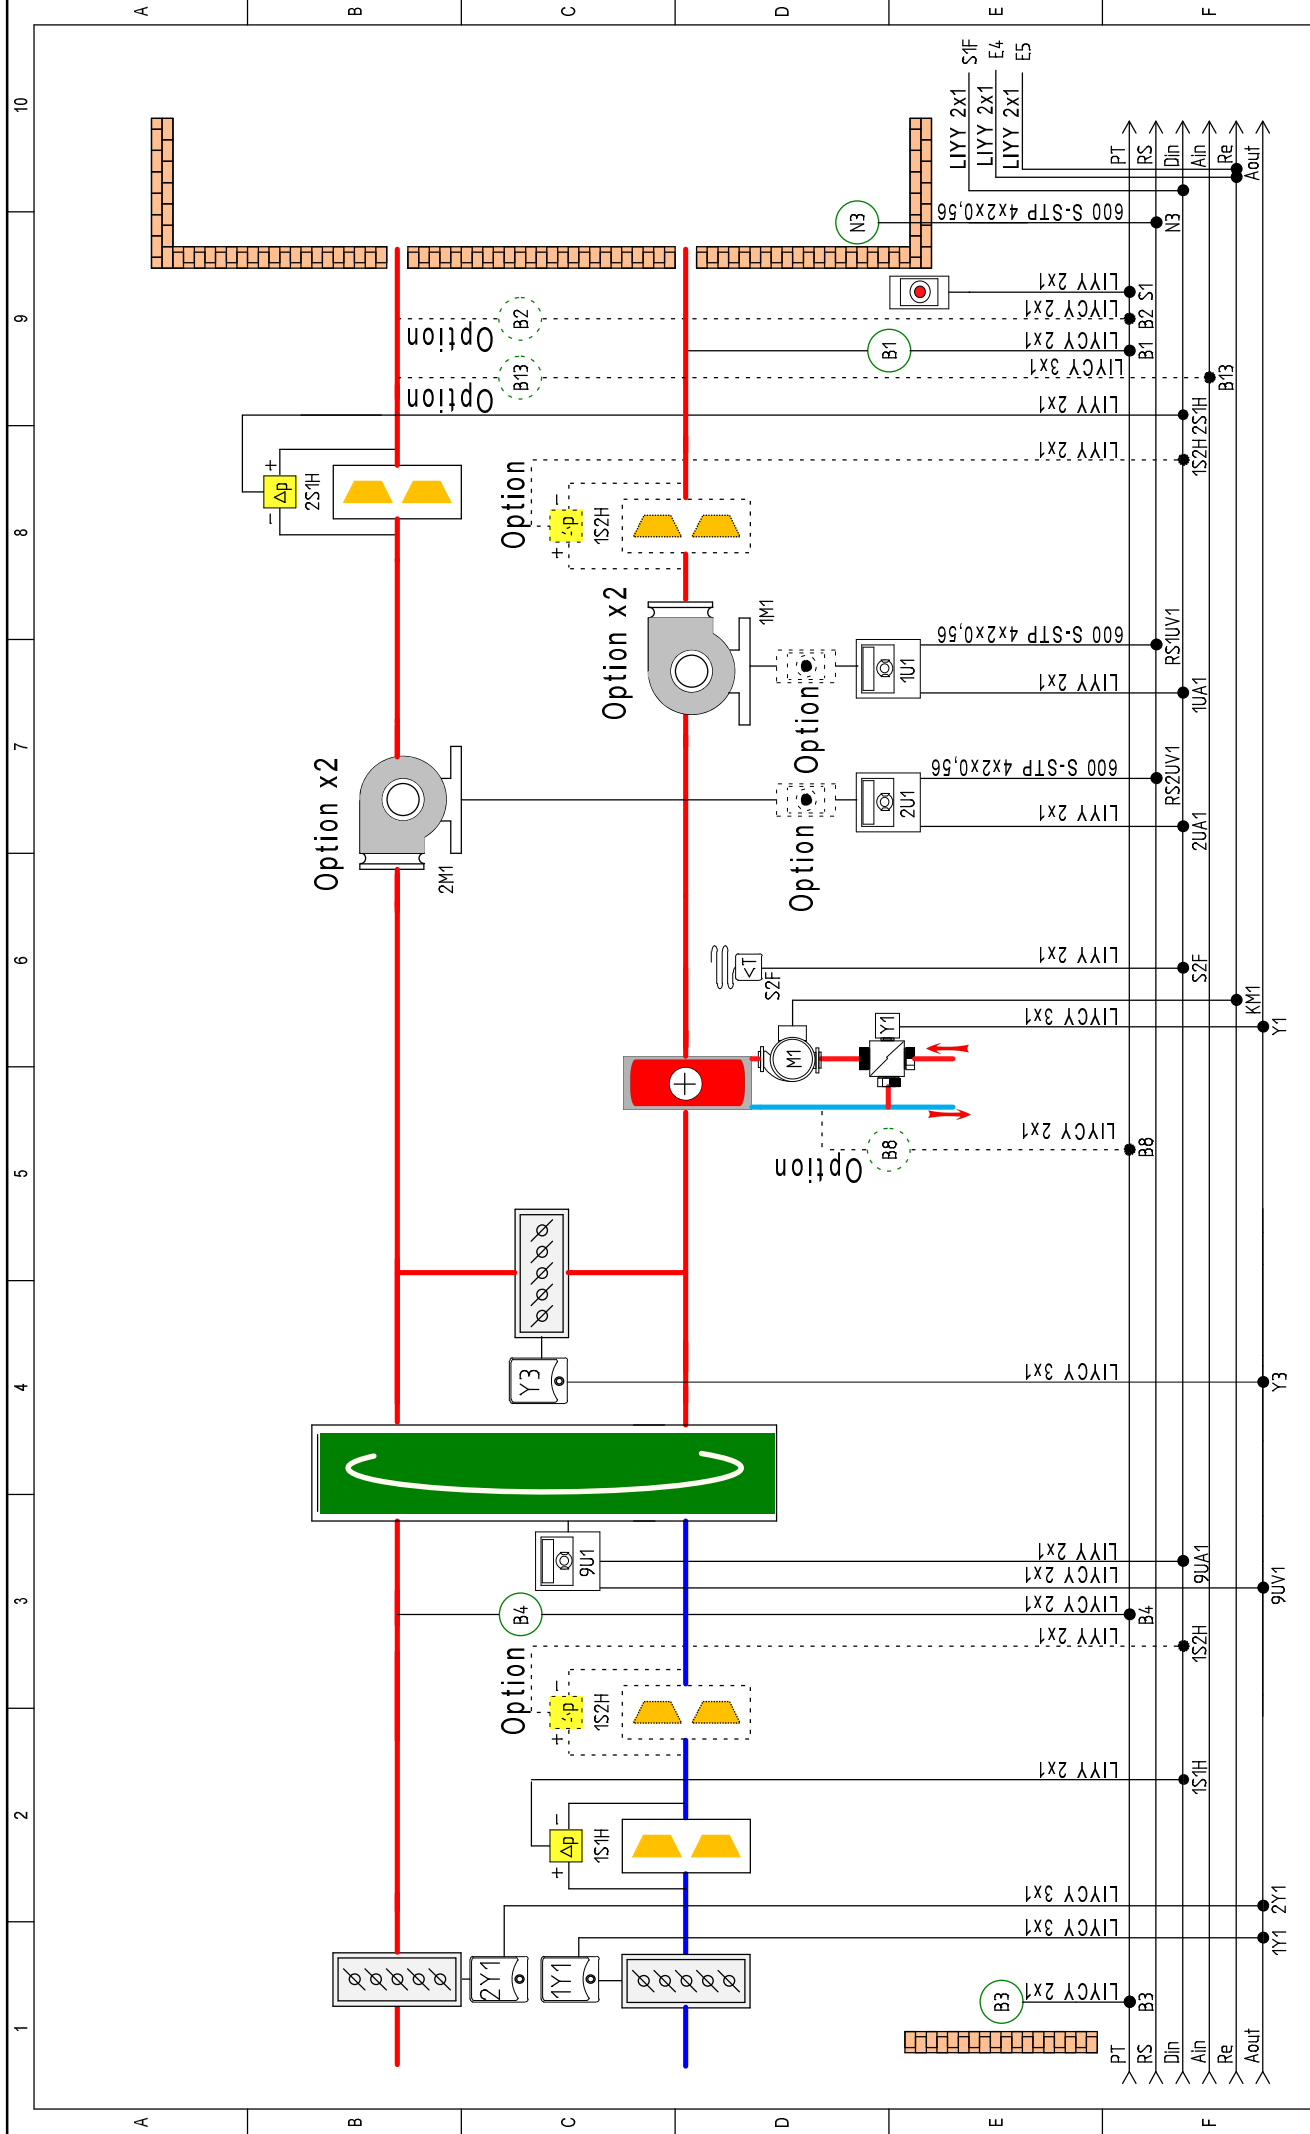 A
B
C
D
E
F
10
9
8
7
6
5
4
3
2
1
S1F
E4
E5
LIYY 2x1
LIYY 2x1
LIYY 2x1
PT
RS
Din
Ain
Re
Aout
N3
600 S-STP 4x2x0,56
N3
LIYY 2x1
S1
B2
Option
LIYCY 2x1
B2
B1
LIYCY 2x1
B1
B13
Option
LIYCY 3x1
B13
LIYY 2x1
2S1H
+
Δp
-
2S1H
Option
LIYY 2x1
1S2H
-
Δp
+
1S2H
Option x2
1M1
Option
1U1
600 S-STP 4x2x0,56
RS1UV1
LIYY 2x1
1UA1
Option x2
2M1
Option
2U1
600 S-STP 4x2x0,56
RS2UV1
LIYY 2x1
2UA1
<T
S2F
LIYY 2x1
S2F
M1
KM1
Y1
LIYCY 3x1
Y1
B8
Option
LIYCY 2x1
B8
Y3
LIYCY 3x1
Y3
9U1
LIYY 2x1
9UA1
LIYCY 2x1
9UV1
B4
LIYCY 2x1
B4
Option
LIYY 2x1
1S2H
-
Δp
+
1S2H
LIYY 2x1
1S1H
-
Δp
+
1S1H
2Y1
LIYCY 3x1
2Y1
1Y1
LIYCY 3x1
1Y1
B3
LIYCY 2x1
B3
PT
RS
Din
Ain
Re
Aout
A
B
C
D
E
F